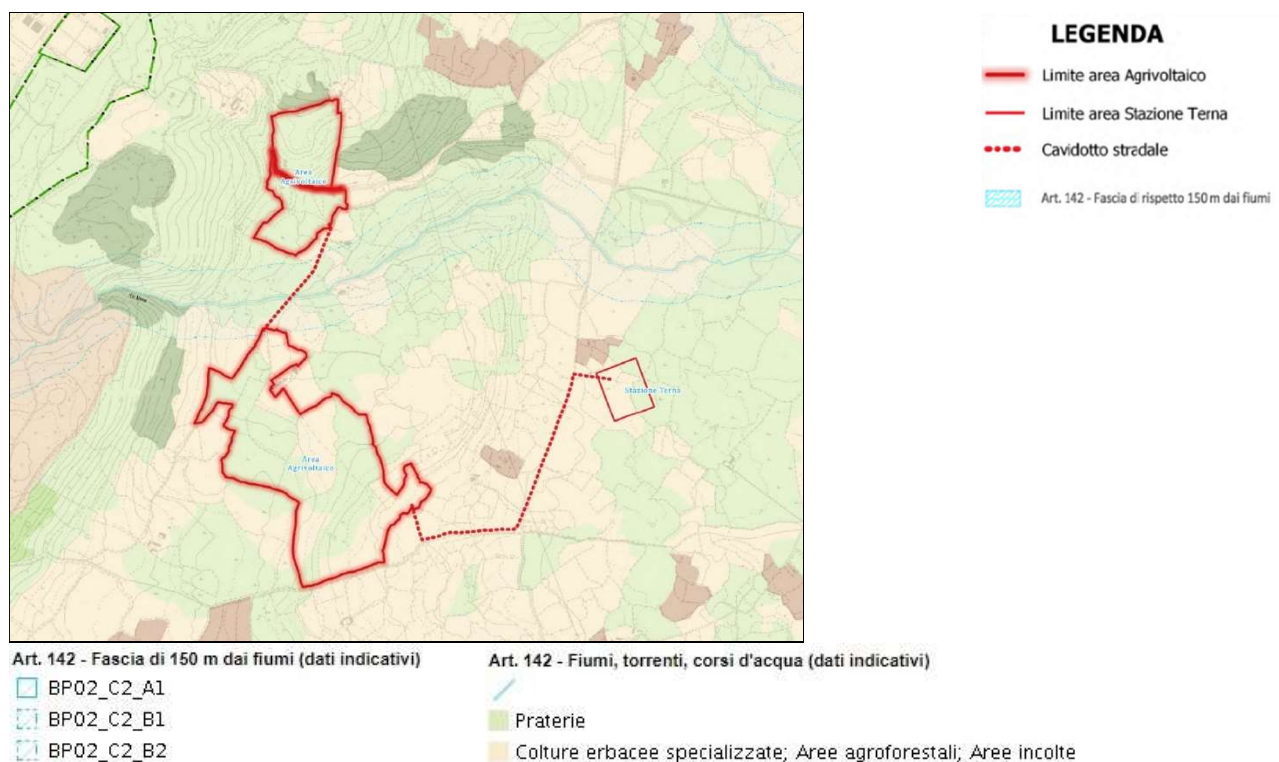 LEGENDA
Limite area Agrivoltaico
Limite area Stazione Terna
Cavidotto stradale
Art. 142 - Fascia di rispetto 150 m dai fiumi
Area
Agrivoltaico
Stazione Terna
Area
Agrivoltaico
Art. 142 - Fascia di 150 m dai fiumi (dati indicativi)
BP02_C2_A1
BP02_C2_B1
BP02_C2_B2
Art. 142 - Fiumi, torrenti, corsi d'acqua (dati indicativi)
Praterie
Colture erbacee specializzate; Aree agroforestali; Aree incolte